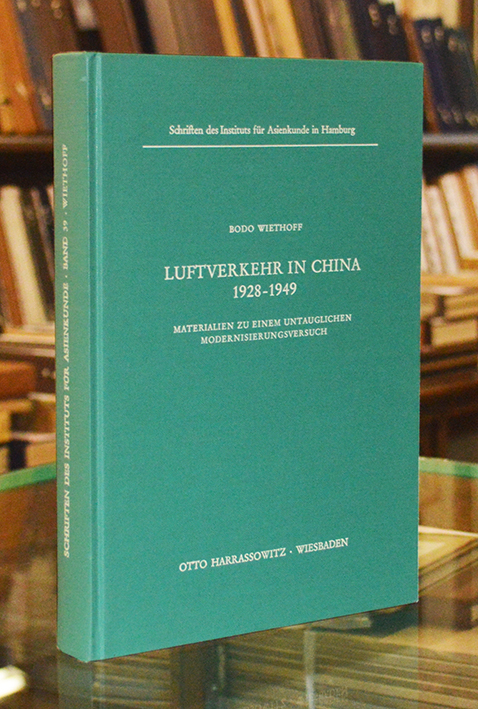 Schriften des Instituts für Asienkunde in Hamburg
BODO WIETHOFF
LUFTVERKEHR IN CHINA
1928-1949
MATERIALIEN ZU EINEM UNTAUGLICHEN
MODERNISIERUNGSVERSUCH
OTTO HARRASSOWITZ · WIESBADEN
SCHRIFTEN DES INSTITUTS FÜR ASIENKUNDE · BAND 39 · WIETHOFF